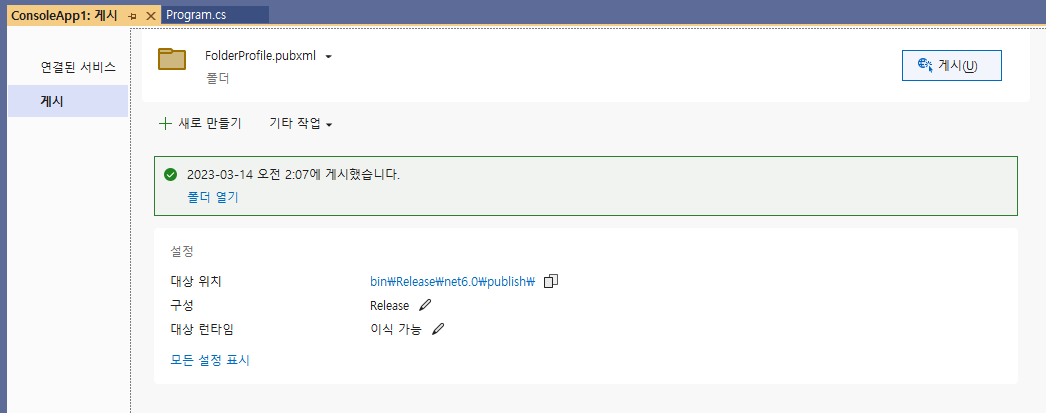 ConsoleApp1: 게시
Program.cs
연결된 서비스
게시
FolderProfile.pubxml
폴더
게시(U)
새로 만들기
기타 작업
2023-03-14 오전 2:07에 게시했습니다.
폴더 열기
설정
대상 위치
bin₩Release₩net6.0₩publish₩
구성
Release
대상 런타임
이식 가능
모든 설정 표시